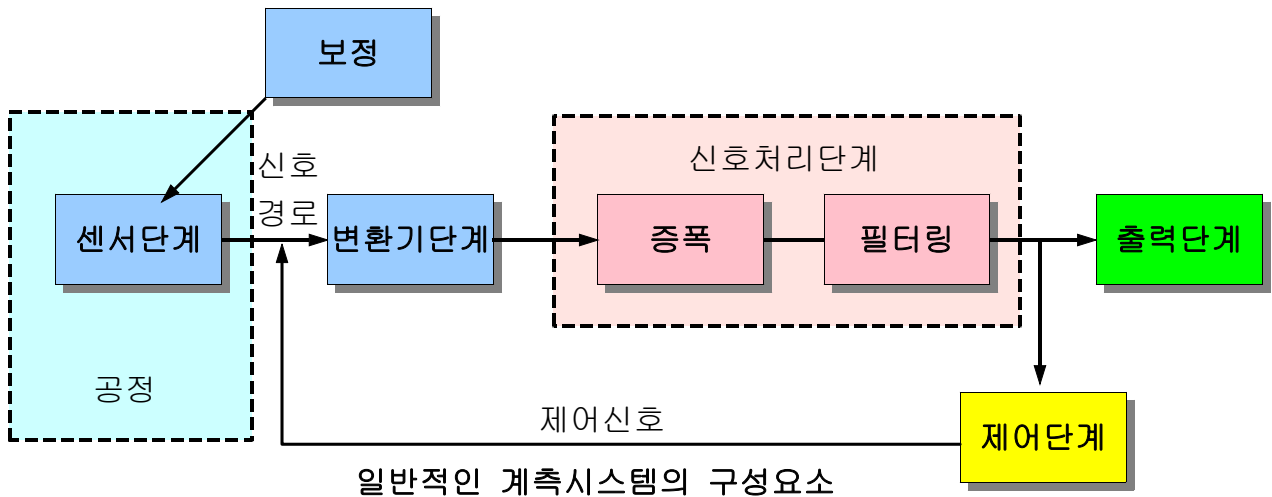 보정
신호처리단계
신호
경로
센서단계
변환기단계
증폭
필터링
출력단계
공정
제어신호
제어단계
일반적인 계측시스템의 구성요소